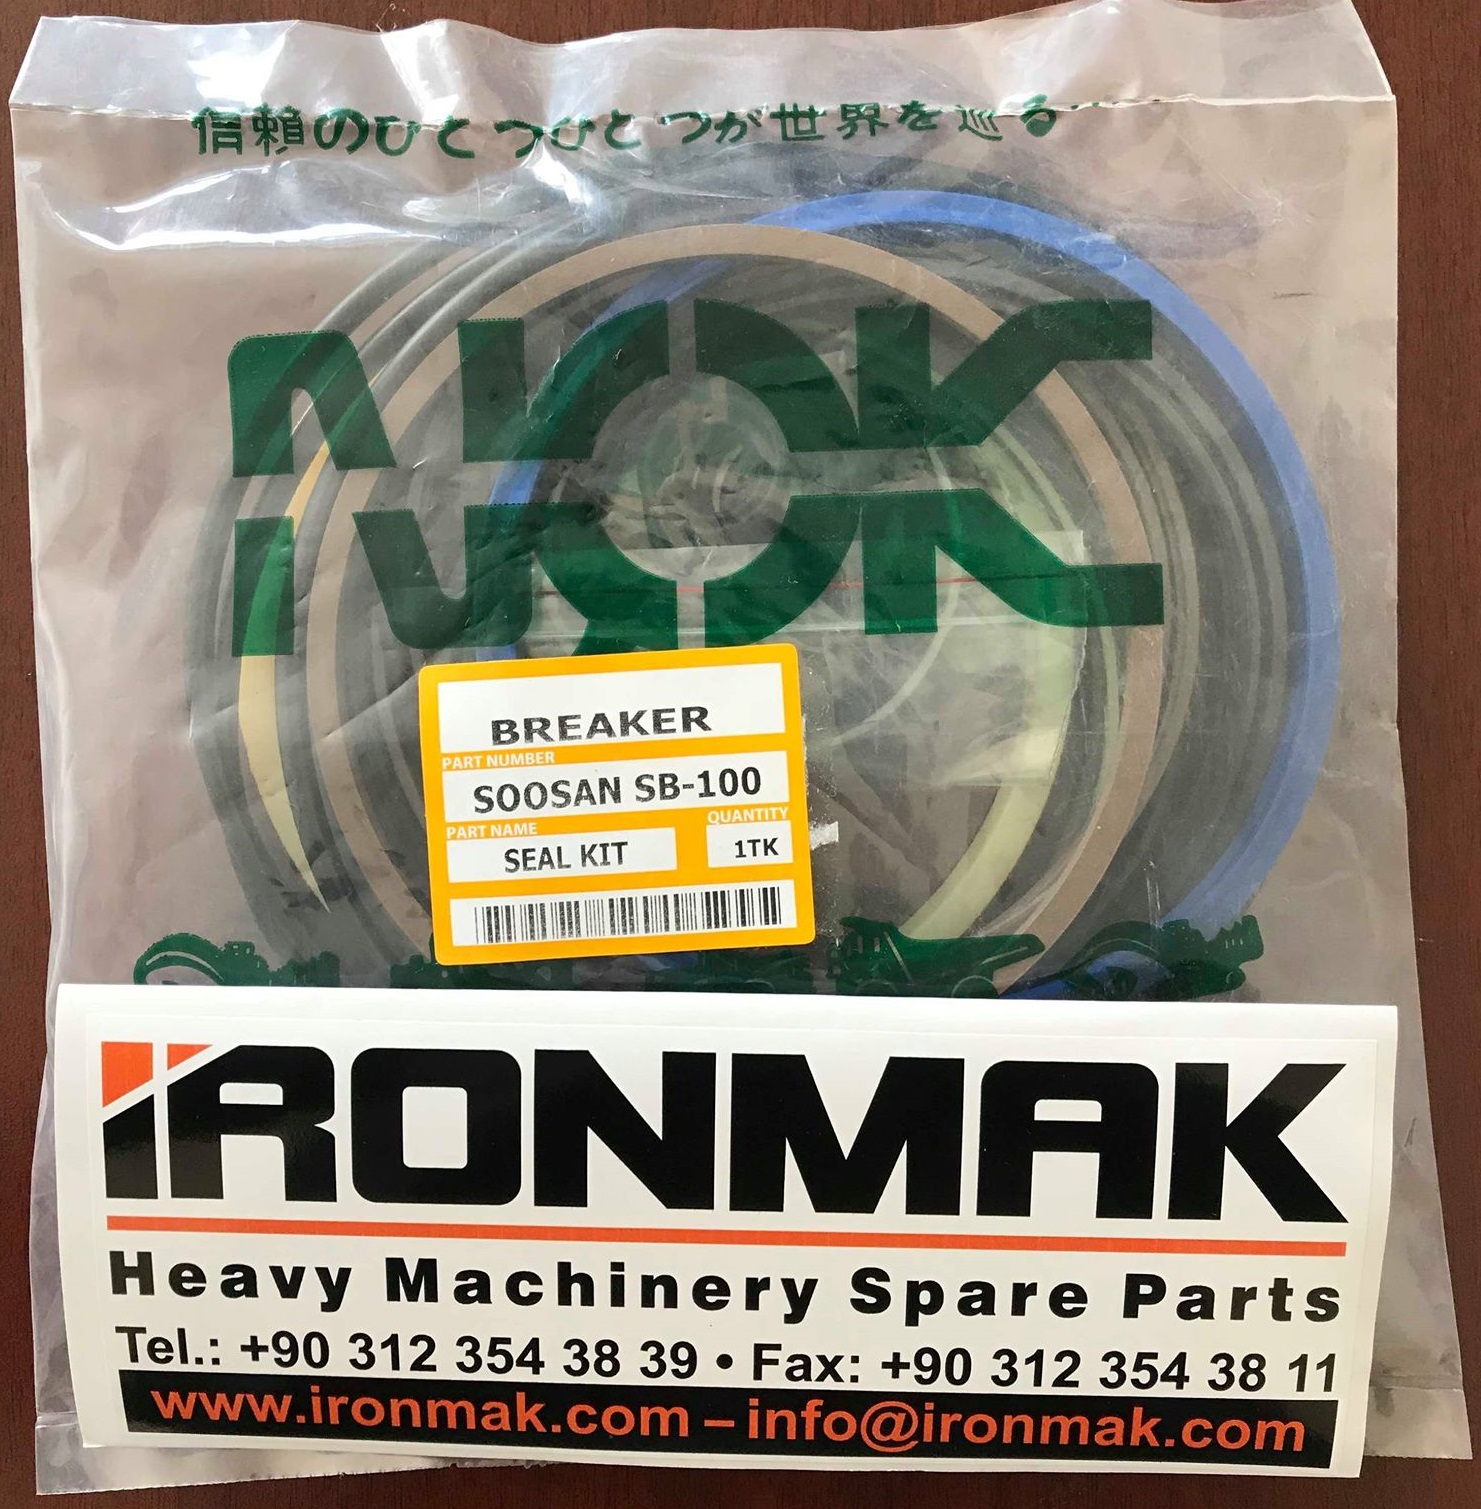 信頼のひとつひとつが世界を巡る
NOK
BREAKER
PART NUMBER
SOOSAN SB-100
PART NAME QUANTITY
SEAL KIT 1TK
IRONMAK
Heavy Machinery Spare Parts
Tel.: +90 312 354 38 39 • Fax: +90 312 354 38 11
www.ironmak.com – info@ironmak.com